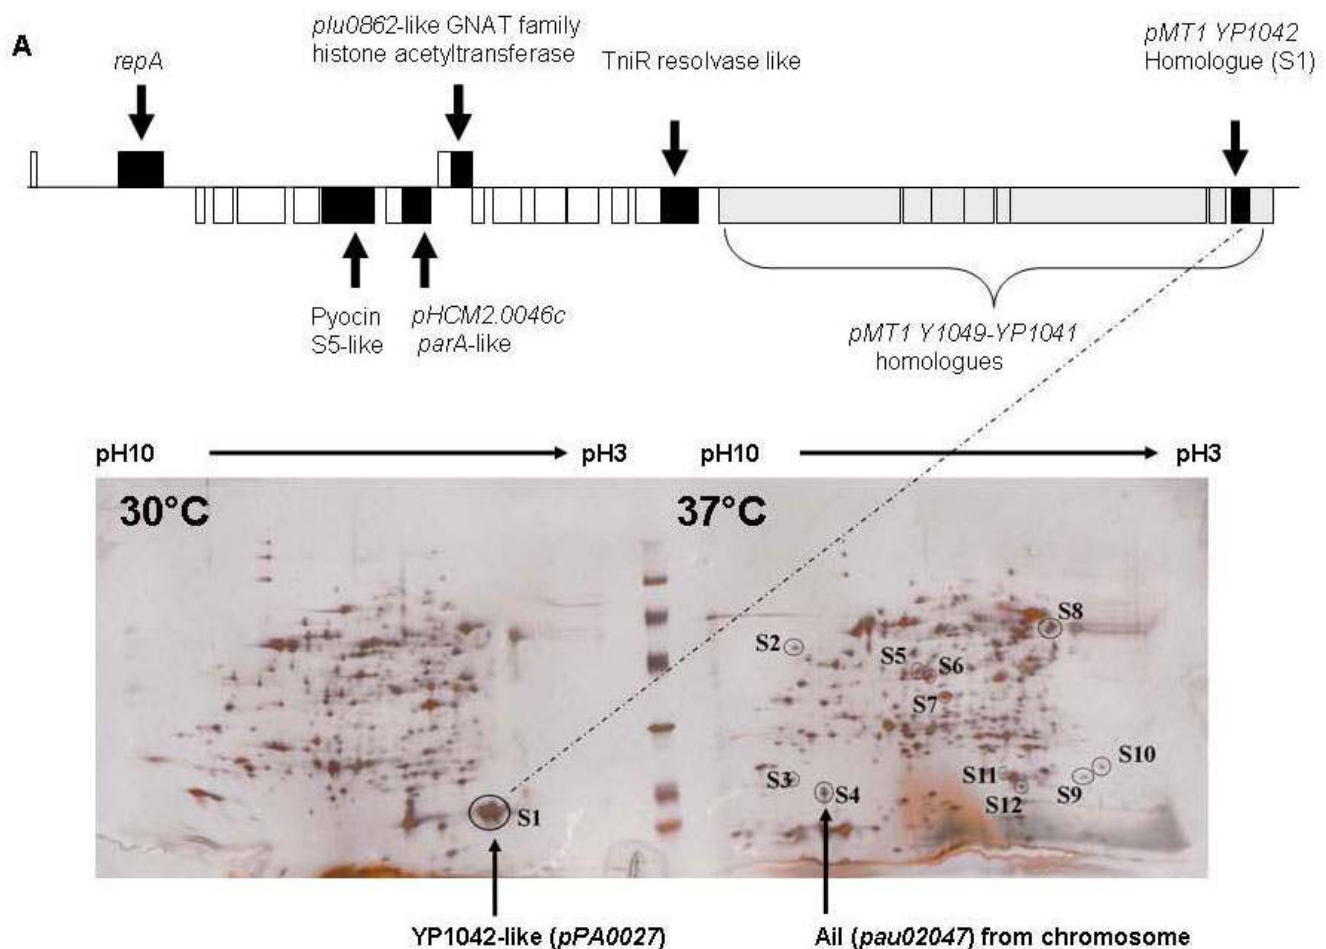 A
repA
plu0862-like GNAT family
histone acetyltransferase
TniR resolvase like
pMT1 YP1042
Homologue (S1)
Pyocin
S5-like
pHCM2.0046c
parA-like
pMT1 Y1049-YP1041
homologues
pH10
pH3
pH10
pH3
30°C
37°C
S1
S2
S3
S4
S5
S6
S7
S8
S9
S10
S11
S12
YP1042-like (pPA0027)
Ail (pau02047) from chromosome